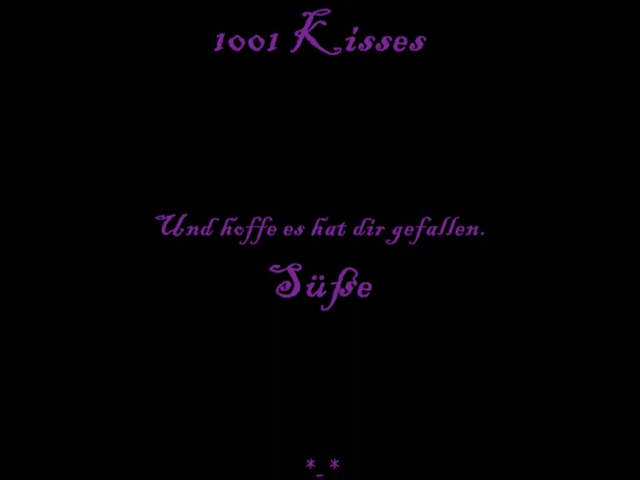 1001 Kisses
Und hoffe es hat dir gefallen.
Süße
*_*